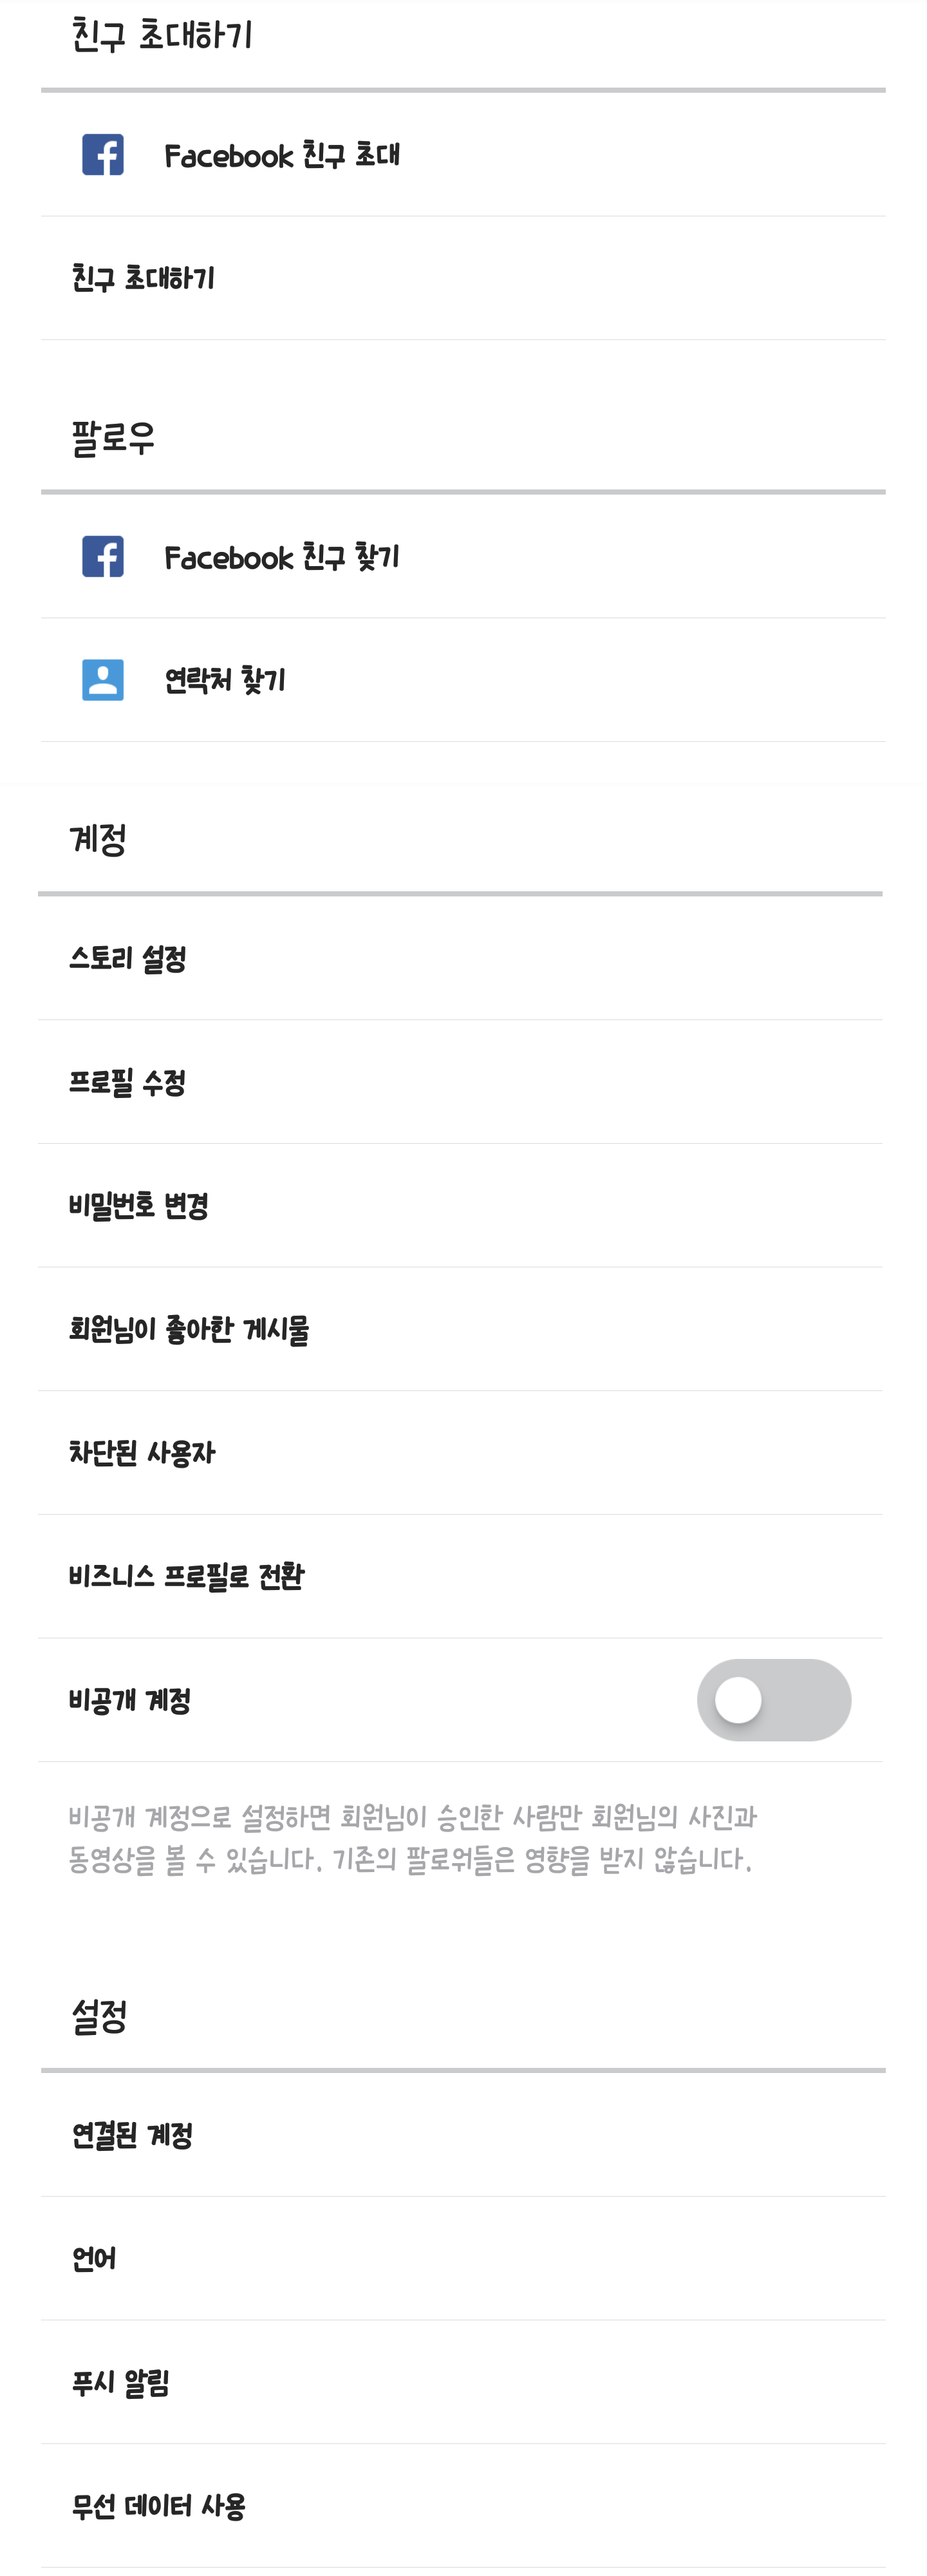 친구 초대하기
Facebook 친구 초대
친구 초대하기
팔로우
Facebook 친구 찾기
연락처 찾기
계정
스토리 설정
프로필 수정
비밀번호 변경
회원님이 좋아한 게시물
차단된 사용자
비즈니스 프로필로 전환
비공개 계정
비공개 계정으로 설정하면 회원님이 승인한 사람만 회원님의 사진과
동영상을 볼 수 있습니다. 기존의 팔로워들은 영향을 받지 않습니다.
설정
연결된 계정
언어
푸시 알림
무선 데이터 사용